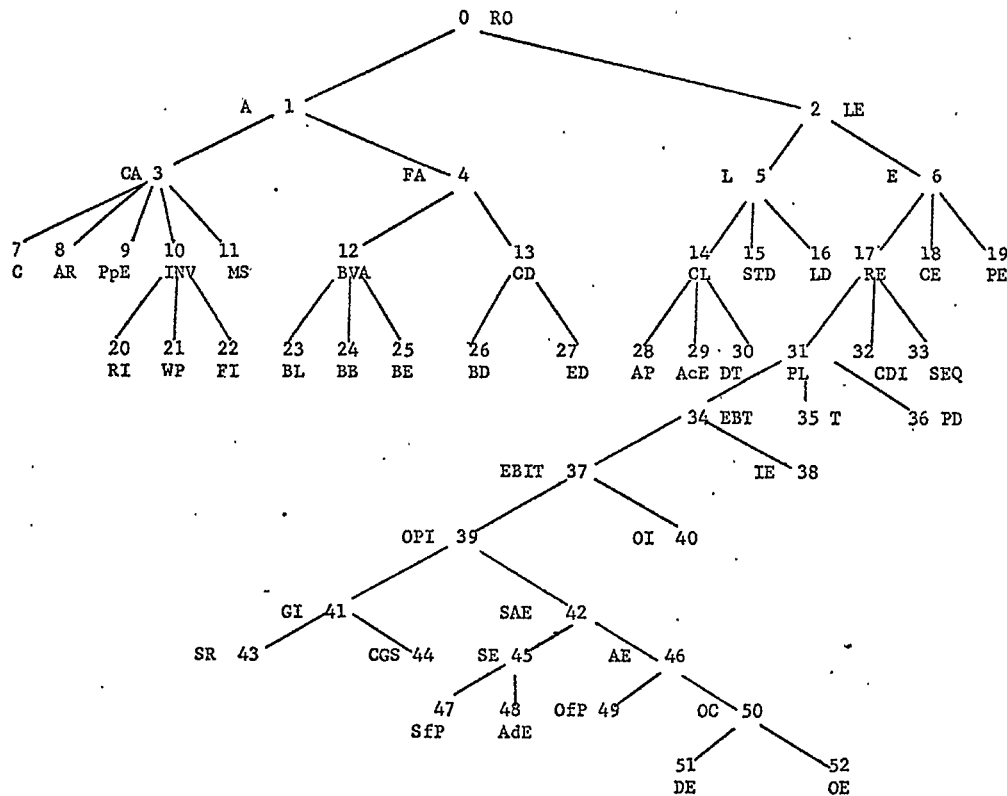 0 RO
A 1 2 LE
CA 3 FA 4 L 5 E 6
7 8 9 10 11 12 13 14 15 16 17 18 19
C AR PpE INV MS BVA CD CL STD LD RE CE PE
20 21 22 23 24 25 26 27 28 29 30 31 32 33
RI WP FI BL BB BE BD ED AP AcE DT PL CDI SEQ
34 EBT 35 T 36 PD
EBIT 37 IE 38
OPI 39 OI 40
GI 41 SAE 42
SR 43 CGS 44 SE 45 AE 46
47 48 OfP 49 OC 50
SfP AdE
51 52
DE OE